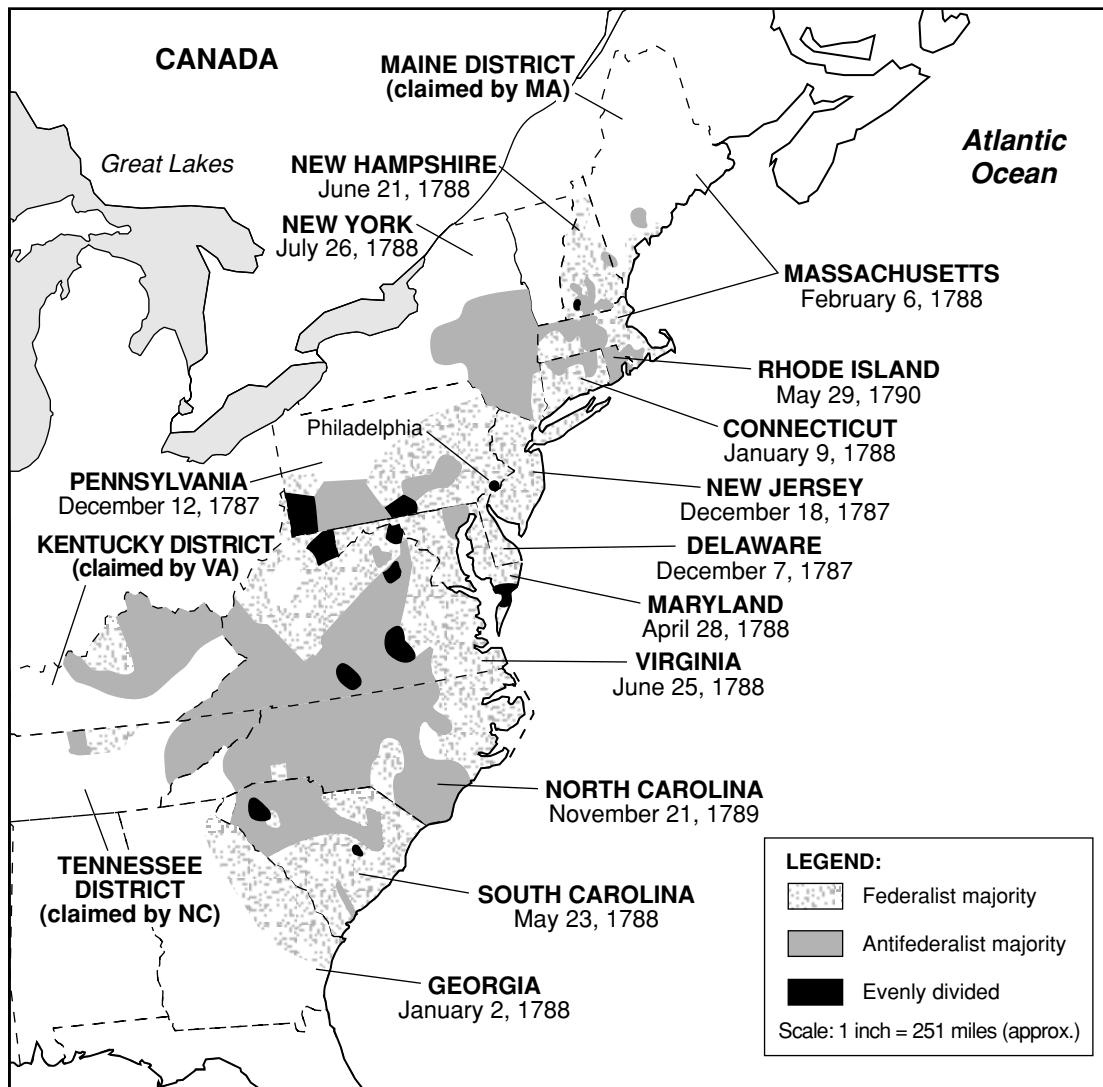 CANADA
MAINE DISTRICT
(claimed by MA)
Great Lakes
Atlantic
Ocean
NEW HAMPSHIRE
June 21, 1788
NEW YORK
July 26, 1788
MASSACHUSETTS
February 6, 1788
RHODE ISLAND
May 29, 1790
CONNECTICUT
January 9, 1788
Philadelphia
PENNSYLVANIA
December 12, 1787
NEW JERSEY
December 18, 1787
KENTUCKY DISTRICT
(claimed by VA)
DELAWARE
December 7, 1787
MARYLAND
April 28, 1788
VIRGINIA
June 25, 1788
NORTH CAROLINA
November 21, 1789
TENNESSEE
DISTRICT
(claimed by NC)
SOUTH CAROLINA
May 23, 1788
GEORGIA
January 2, 1788
LEGEND:
Federalist majority
Antifederalist majority
Evenly divided
Scale: 1 inch = 251 miles (approx.)